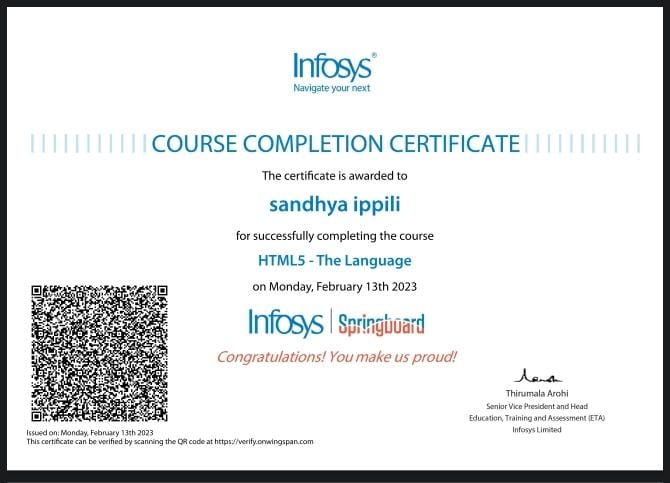 Infosys®
Navigate your next
COURSE COMPLETION CERTIFICATE
The certificate is awarded to
sandhya ippili
for successfully completing the course
HTML5 - The Language
on Monday, February 13th 2023
Infosys | Springboard
Congratulations! You make us proud!
Thirumala Arohi
Senior Vice President and Head
Education, Training and Assessment (ETA)
Infosys Limited
Issued on: Monday, February 13th 2023
This certificate can be verified by scanning the QR code at https://verify.onwingspan.com